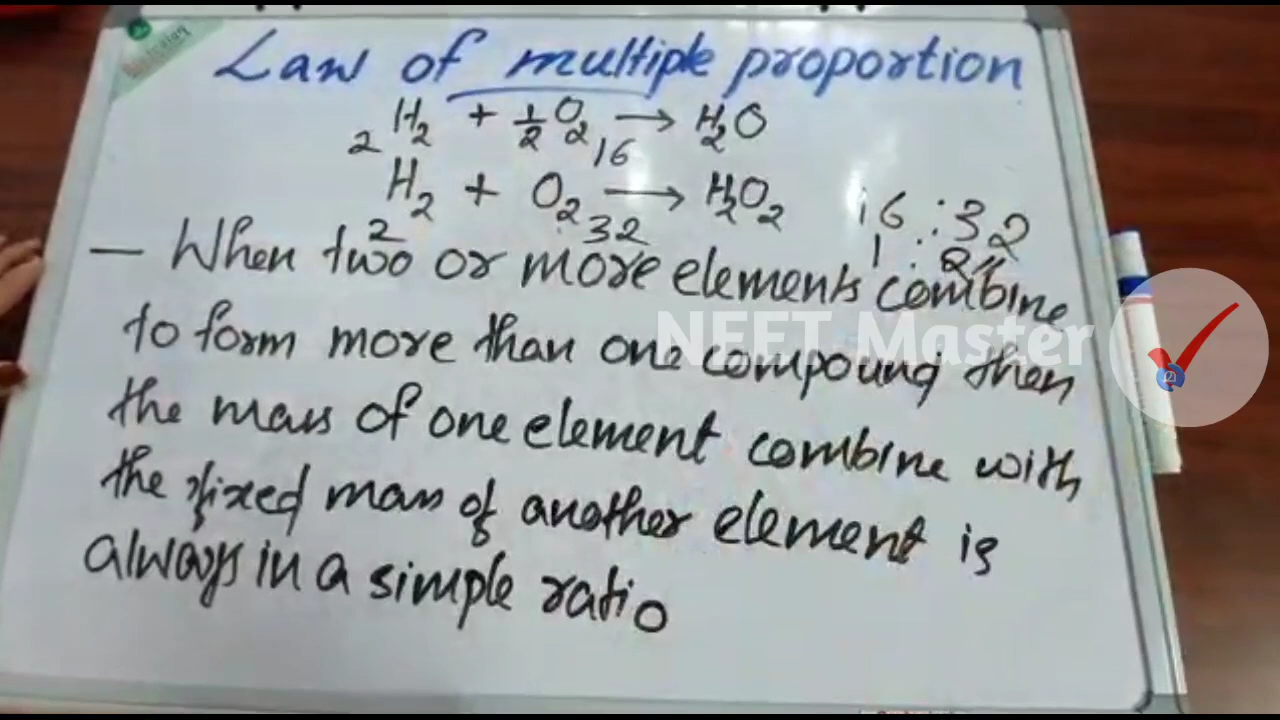 Law of multiple proportion
H2 + 1/2 O2 → H2O
2 16
H2 + O2 → H2O2 16 : 32
2 32 1 : 2"
— When two or more elements combine
to form more than one compound then
NEET Master
the mass of one element combine with
the fixed mass of another element is
always in a simple ratio